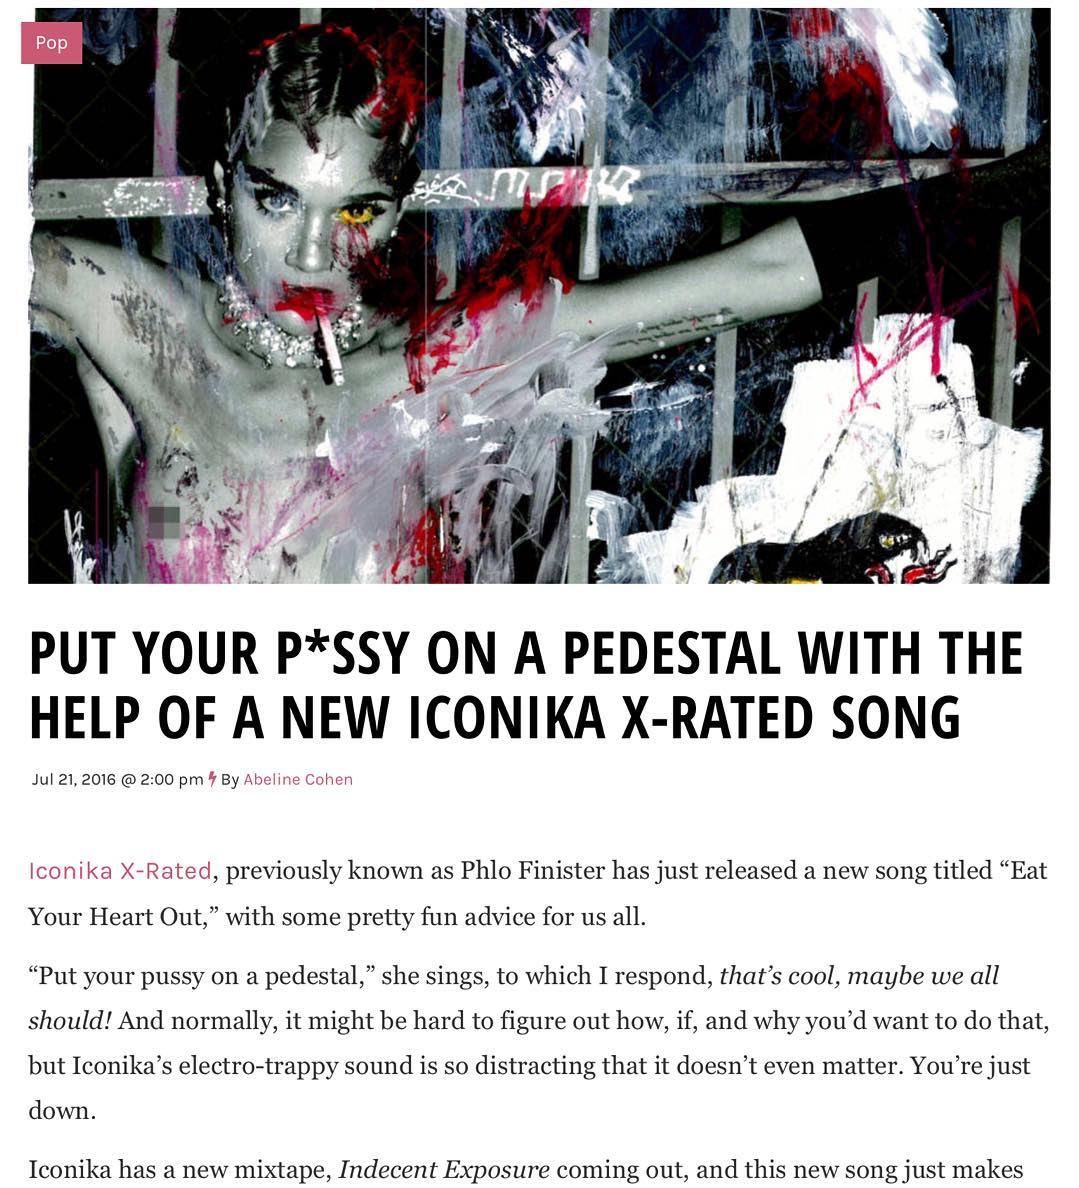 Pop
PUT YOUR P*SSY ON A PEDESTAL WITH THE
HELP OF A NEW ICONIKA X-RATED SONG
Jul 21, 2016 @ 2:00 pm By Abeline Cohen
Iconika X-Rated, previously known as Phlo Finister has just released a new song titled “Eat
Your Heart Out,” with some pretty fun advice for us all.
“Put your pussy on a pedestal,” she sings, to which I respond, that’s cool, maybe we all
should! And normally, it might be hard to figure out how, if, and why you’d want to do that,
but Iconika’s electro-trappy sound is so distracting that it doesn’t even matter. You’re just
down.
Iconika has a new mixtape, Indecent Exposure coming out, and this new song just makes